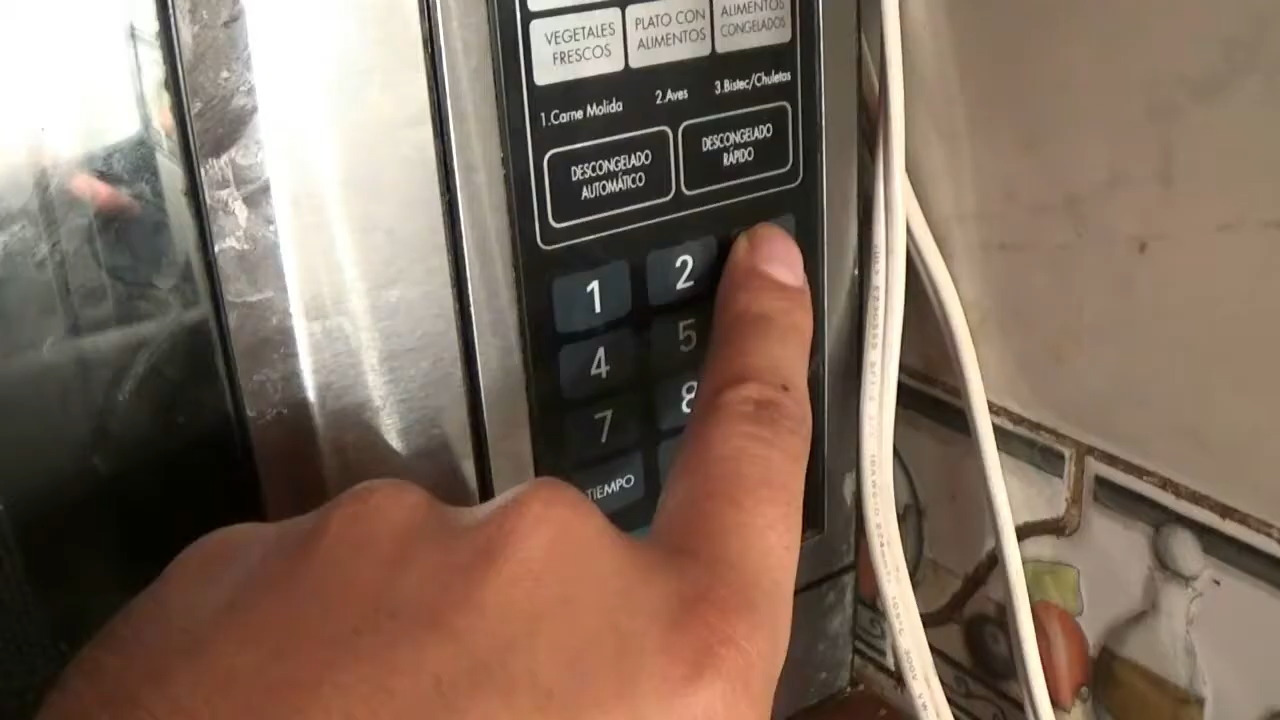 VEGETALES
FRESCOS
PLATO CON
ALIMENTOS
ALIMENTOS
CONGELADOS
1.Carne Molida
2.Aves
3.Bistec/Chuletas
DESCONGELADO
AUTOMÁTICO
DESCONGELADO
RÁPIDO
1
2
4
5
7
8
TIEMPO